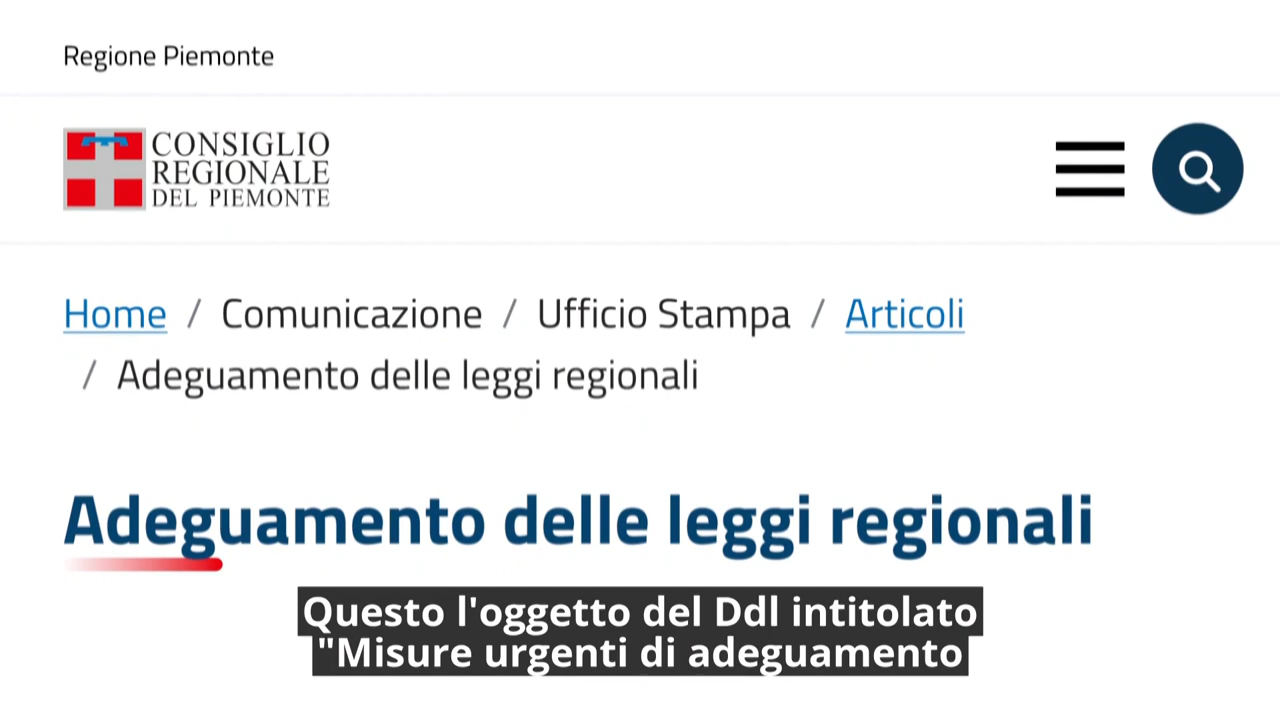 Regione Piemonte
CONSIGLIO
REGIONALE
DEL PIEMONTE
Home / Comunicazione / Ufficio Stampa / Articoli
/ Adeguamento delle leggi regionali
Adeguamento delle leggi regionali
Questo l'oggetto del Ddl intitolato
"Misure urgenti di adeguamento